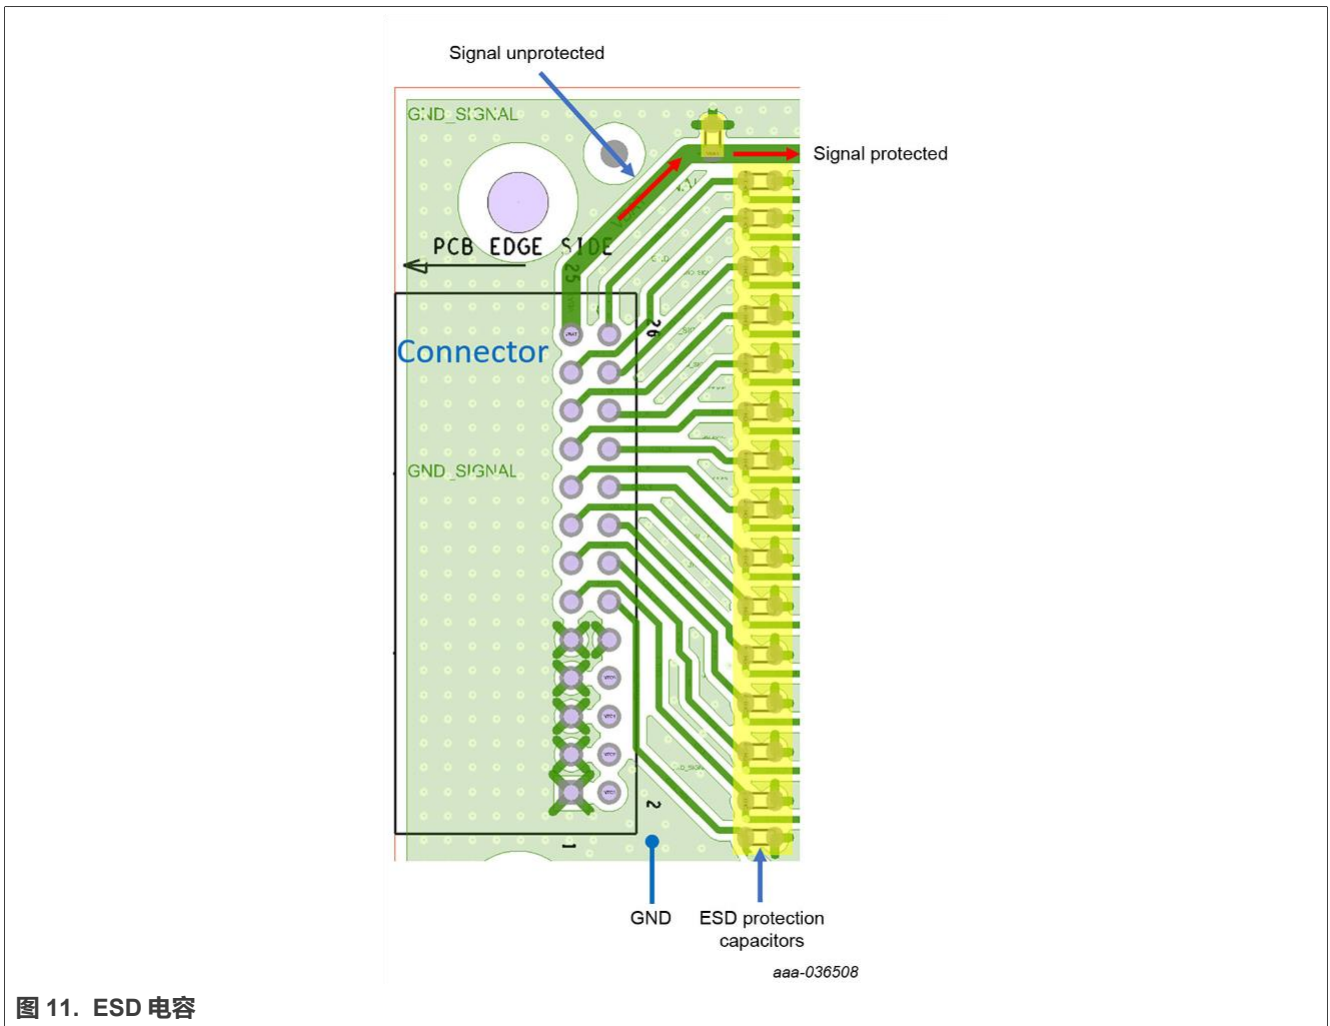 Signal unprotected
GND_SIGNAL
Signal protected
PCB EDGE SIDE
25
26
Connector
GND_SIGNAL
2
1
GND
ESD protection
capacitors
aaa-036508
图 11. ESD 电容